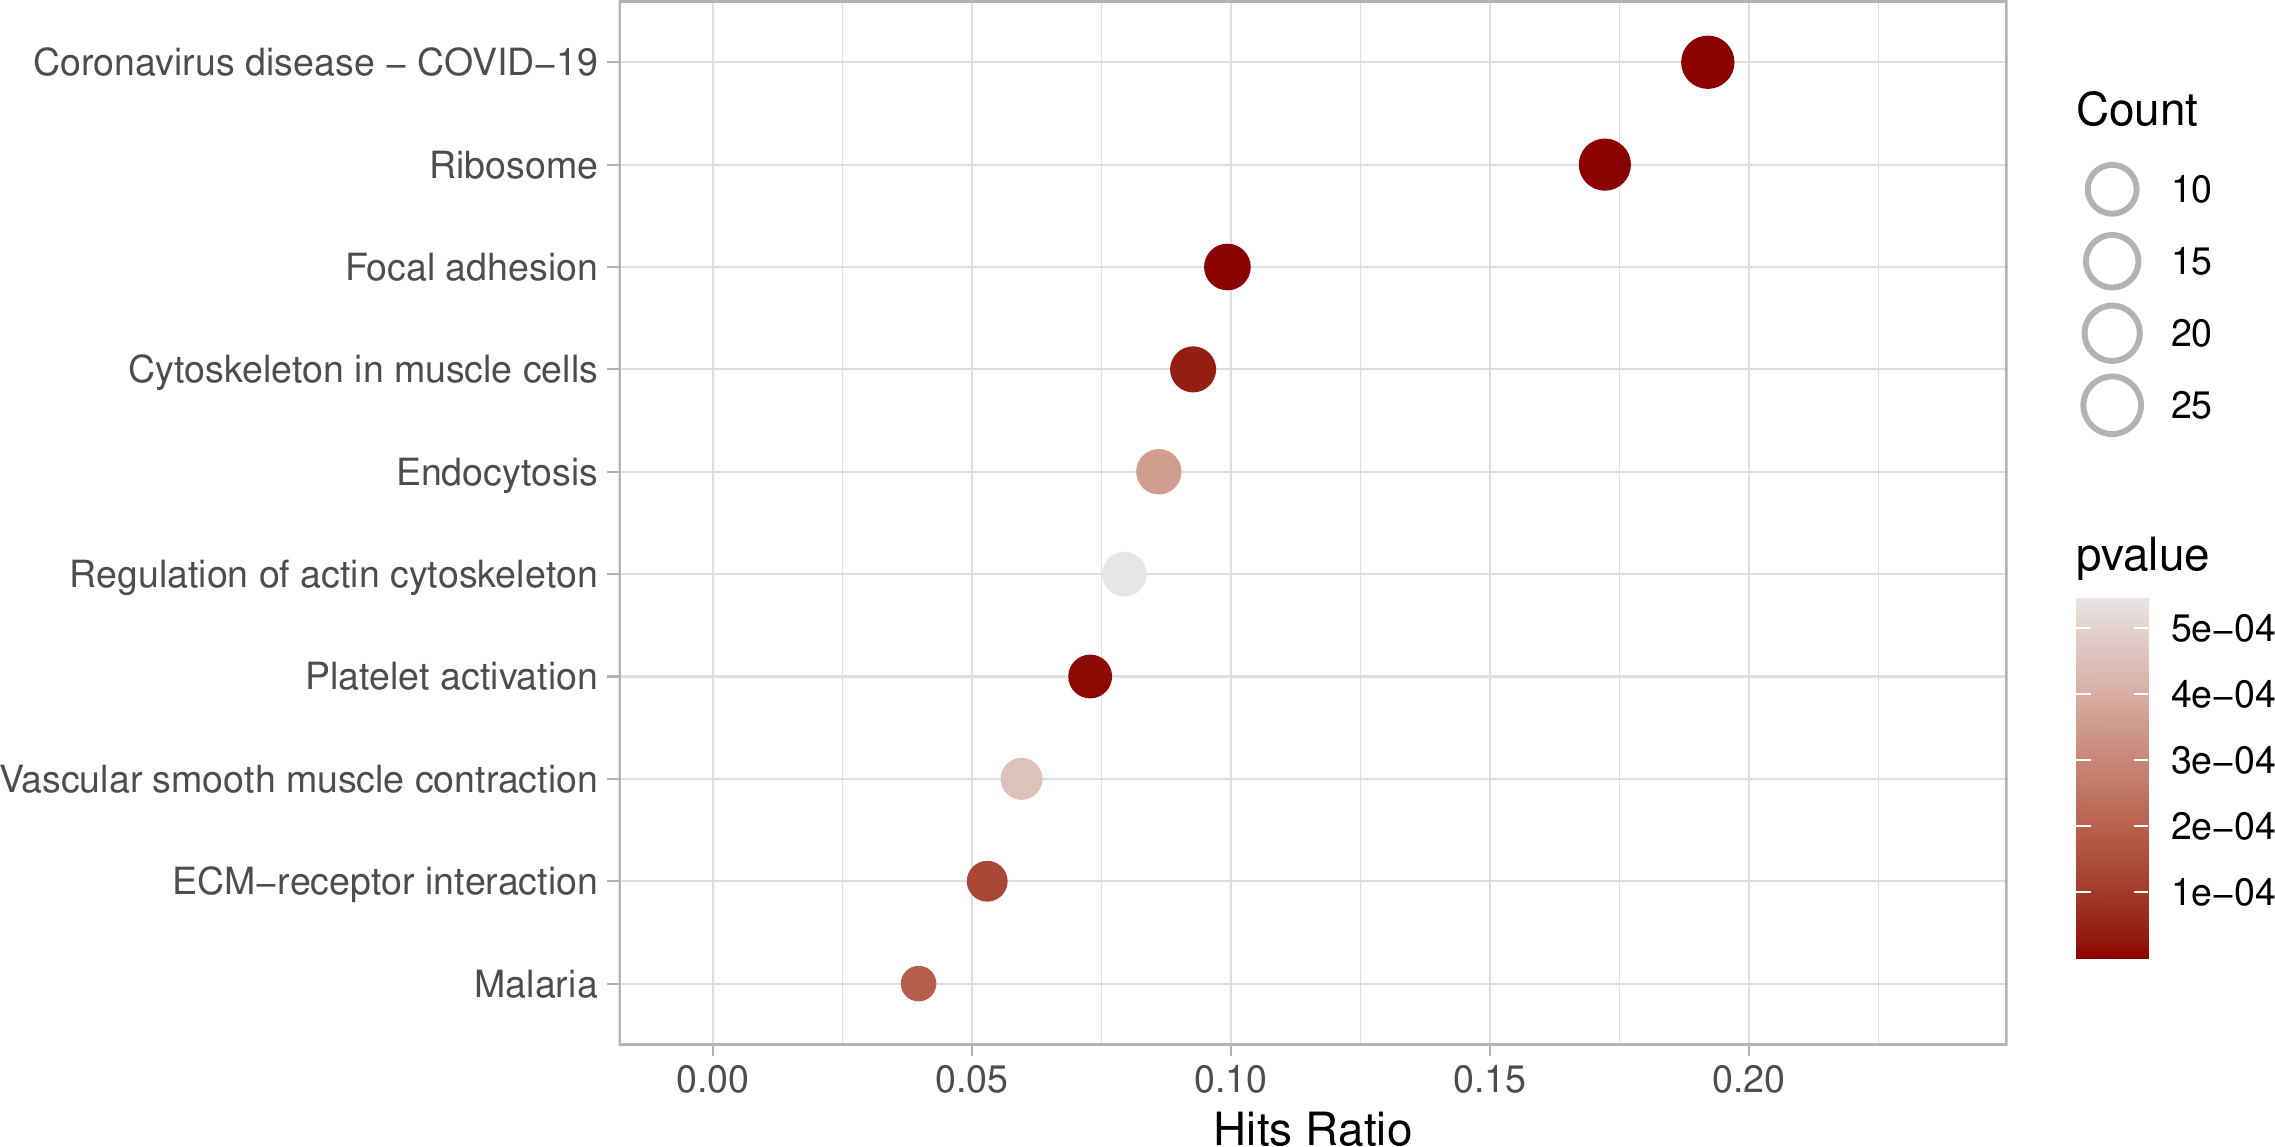 Coronavirus disease − COVID−19
Ribosome
Focal adhesion
Cytoskeleton in muscle cells
Endocytosis
Regulation of actin cytoskeleton
Platelet activation
Vascular smooth muscle contraction
ECM−receptor interaction
Malaria
0.00 0.05 0.10 0.15 0.20
Hits Ratio
Count
10
15
20
25
pvalue
5e−04
4e−04
3e−04
2e−04
1e−04